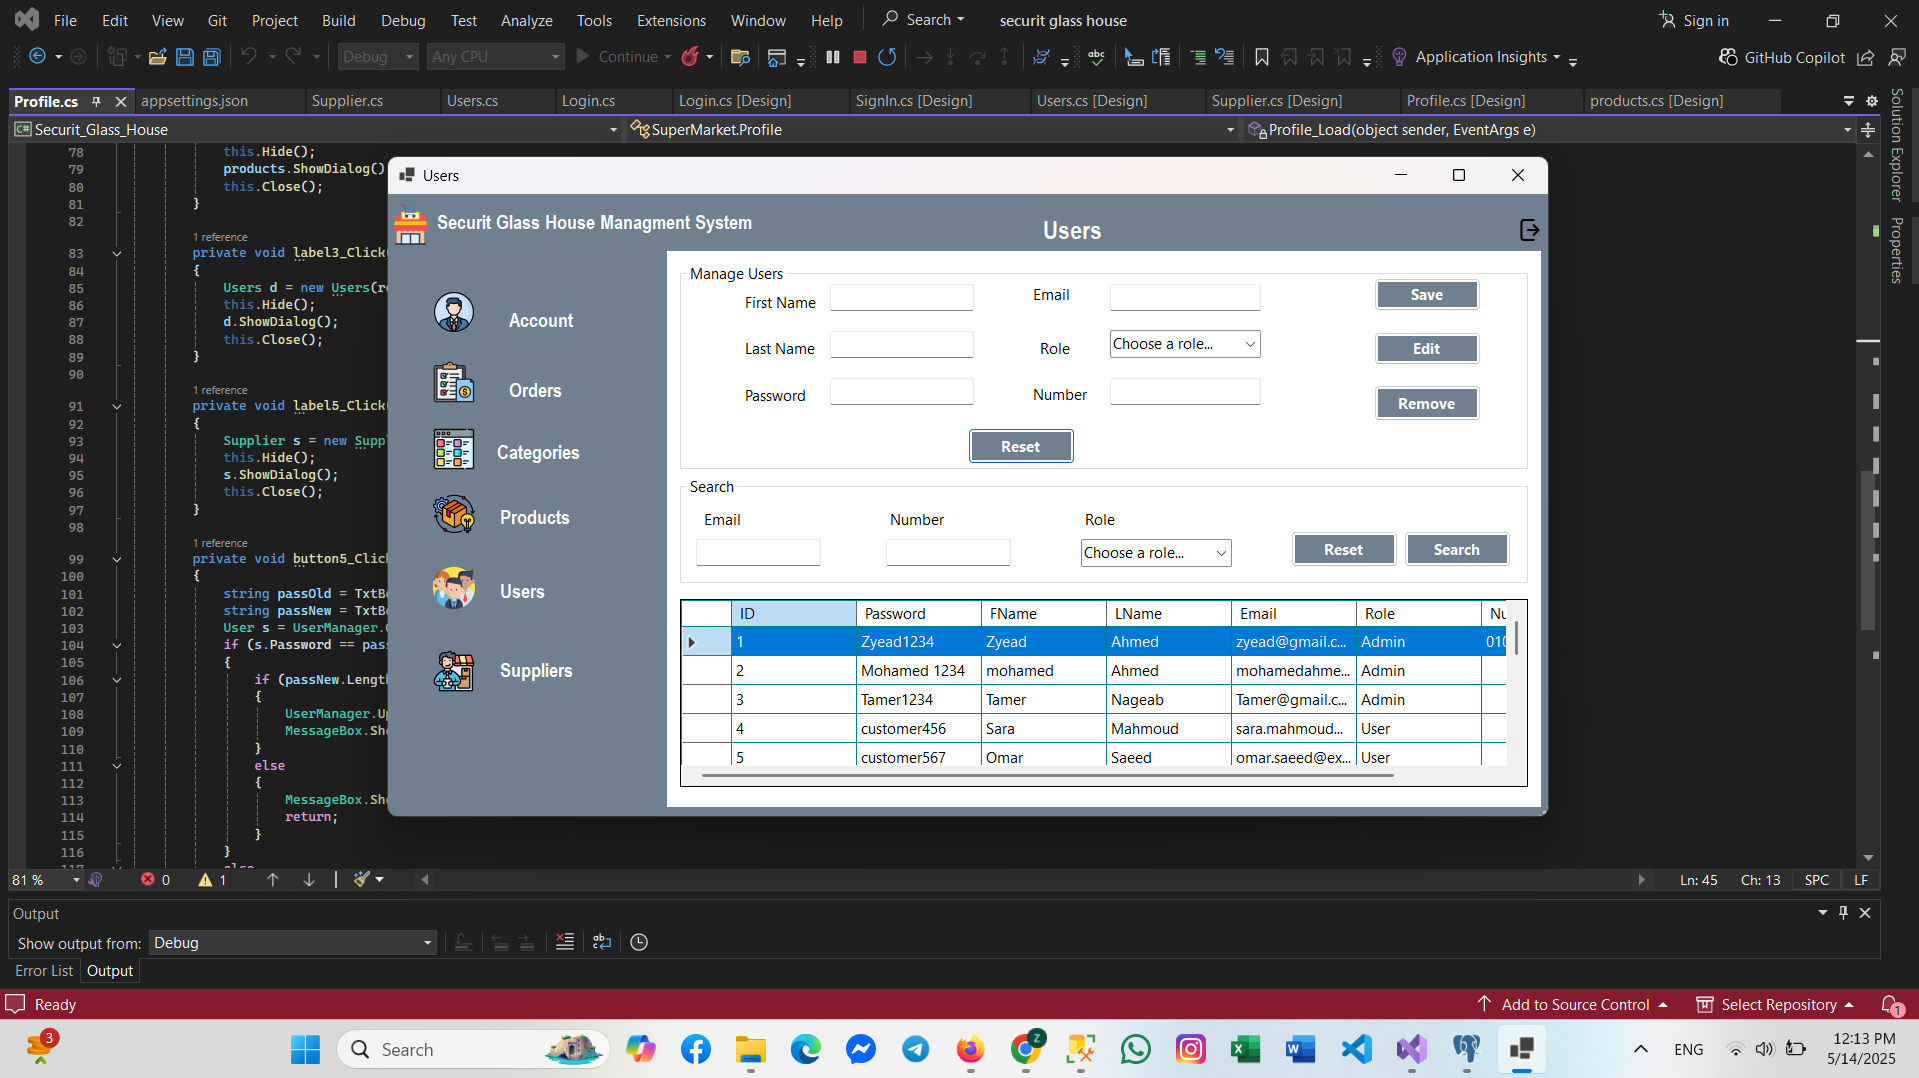 File Edit View Git Project Build Debug Test Analyze Tools Extensions Window Help Search securit glass house Sign in
Debug Any CPU Continue Application Insights GitHub Copilot
Profile.cs appsettings.json Supplier.cs Users.cs Login.cs Login.cs [Design] SignIn.cs [Design] Users.cs [Design] Supplier.cs [Design] Profile.cs [Design] products.cs [Design]
C# Securit_Glass_House SuperMarket.Profile Profile_Load(object sender, EventArgs e)
Solution Explorer
Properties
78 this.Hide();
79 products.ShowDialog()
80 this.Close();
81 }
82
1 reference
83 private void label3_Click
84 {
85 Users d = new Users(
86 this.Hide();
87 d.ShowDialog();
88 this.Close();
89 }
90
1 reference
91 private void label5_Click
92 {
93 Supplier s = new Supp
94 this.Hide();
95 s.ShowDialog();
96 this.Close();
97 }
98
1 reference
99 private void button5_Clic
100 {
101 string passOld = TxtB
102 string passNew = TxtB
103 User s = UserManager.
104 if (s.Password == pas
105 {
106 if (passNew.Lengt
107 {
108 UserManager.U
109 MessageBox.Sh
110 }
111 else
112 {
113 MessageBox.Sh
114 return;
115 }
116 }
Users
Securit Glass House Managment System
Users
Account
Orders
Categories
Products
Users
Suppliers
Manage Users
First Name Email Save
Last Name Role Choose a role... Edit
Password Number Remove
Reset
Search
Email Number Role
Choose a role... Reset Search
ID Password FName LName Email Role Nu
1 Zyead1234 Zyead Ahmed zyead@gmail.c... Admin 010
2 Mohamed 1234 mohamed Ahmed mohamedahme... Admin
3 Tamer1234 Tamer Nageab Tamer@gmail.c... Admin
4 customer456 Sara Mahmoud sara.mahmoud... User
5 customer567 Omar Saeed omar.saeed@ex... User
81 % 0 1 Ln: 45 Ch: 13 SPC LF
Output
Show output from: Debug
Error List Output
Ready Add to Source Control Select Repository 1
3 Search Z ENG 12:13 PM
5/14/2025